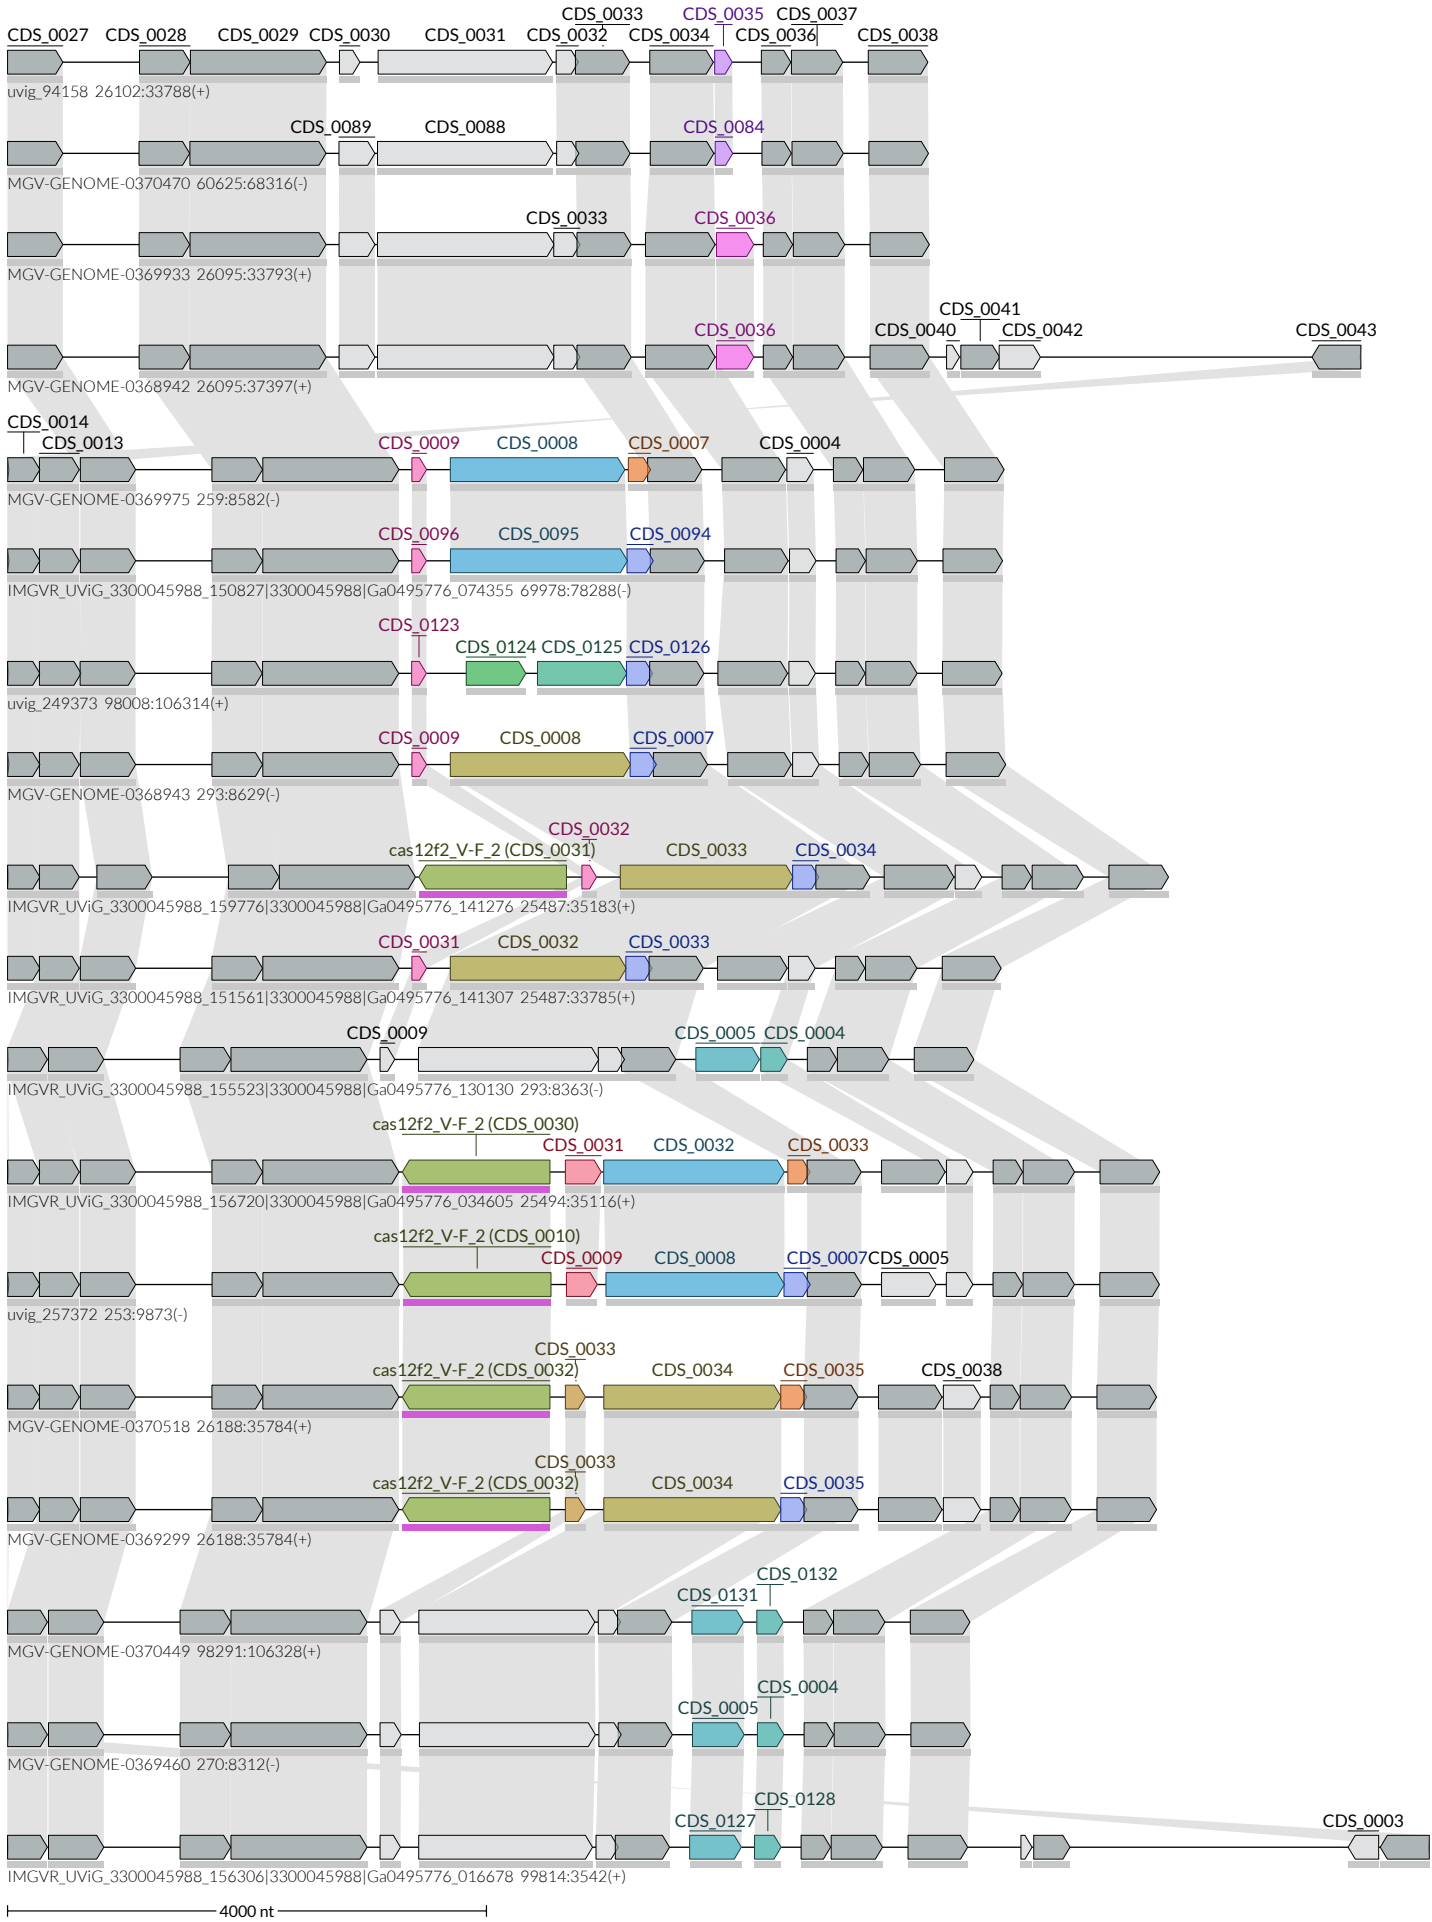 CDS_0033 CDS_0035 CDS_0037
CDS_0027 CDS_0028 CDS_0029 CDS_0030 CDS_0031 CDS_0032 CDS_0034 CDS_0036 CDS_0038
uvig_94158 26102:33788(+)
CDS_0089 CDS_0088 CDS_0084
MGV-GENOME-0370470 60625:68316(-)
CDS_0033 CDS_0036
MGV-GENOME-0369933 26095:33793(+)
CDS_0041
CDS_0036 CDS_0040 CDS_0042 CDS_0043
MGV-GENOME-0368942 26095:37397(+)
CDS_0014
CDS_0013 CDS_0009 CDS_0008 CDS_0007 CDS_0004
MGV-GENOME-0369975 259:8582(-)
CDS_0096 CDS_0095 CDS_0094
IMGVR_UViG_3300045988_150827|3300045988|Ga0495776_074355 69978:78288(-)
CDS_0123
CDS_0124 CDS_0125 CDS_0126
uvig_249373 98008:106314(+)
CDS_0009 CDS_0008 CDS_0007
MGV-GENOME-0368943 293:8629(-)
CDS_0032
cas12f2_V-F_2 (CDS_0031) CDS_0033 CDS_0034
IMGVR_UViG_3300045988_159776|3300045988|Ga0495776_141276 25487:35183(+)
CDS_0031 CDS_0032 CDS_0033
IMGVR_UViG_3300045988_151561|3300045988|Ga0495776_141307 25487:33785(+)
CDS_0009 CDS_0005 CDS_0004
IMGVR_UViG_3300045988_155523|3300045988|Ga0495776_130130 293:8363(-)
cas12f2_V-F_2 (CDS_0030)
CDS_0031 CDS_0032 CDS_0033
IMGVR_UViG_3300045988_156720|3300045988|Ga0495776_034605 25494:35116(+)
cas12f2_V-F_2 (CDS_0010)
CDS_0009 CDS_0008 CDS_0007 CDS_0005
uvig_257372 253:9873(-)
CDS_0033
cas12f2_V-F_2 (CDS_0032) CDS_0034 CDS_0035 CDS_0038
MGV-GENOME-0370518 26188:35784(+)
CDS_0033
cas12f2_V-F_2 (CDS_0032) CDS_0034 CDS_0035
MGV-GENOME-0369299 26188:35784(+)
CDS_0132
CDS_0131
MGV-GENOME-0370449 98291:106328(+)
CDS_0004
CDS_0005
MGV-GENOME-0369460 270:8312(-)
CDS_0128
CDS_0127 CDS_0003
IMGVR_UViG_3300045988_156306|3300045988|Ga0495776_016678 99814:3542(+)
4000 nt